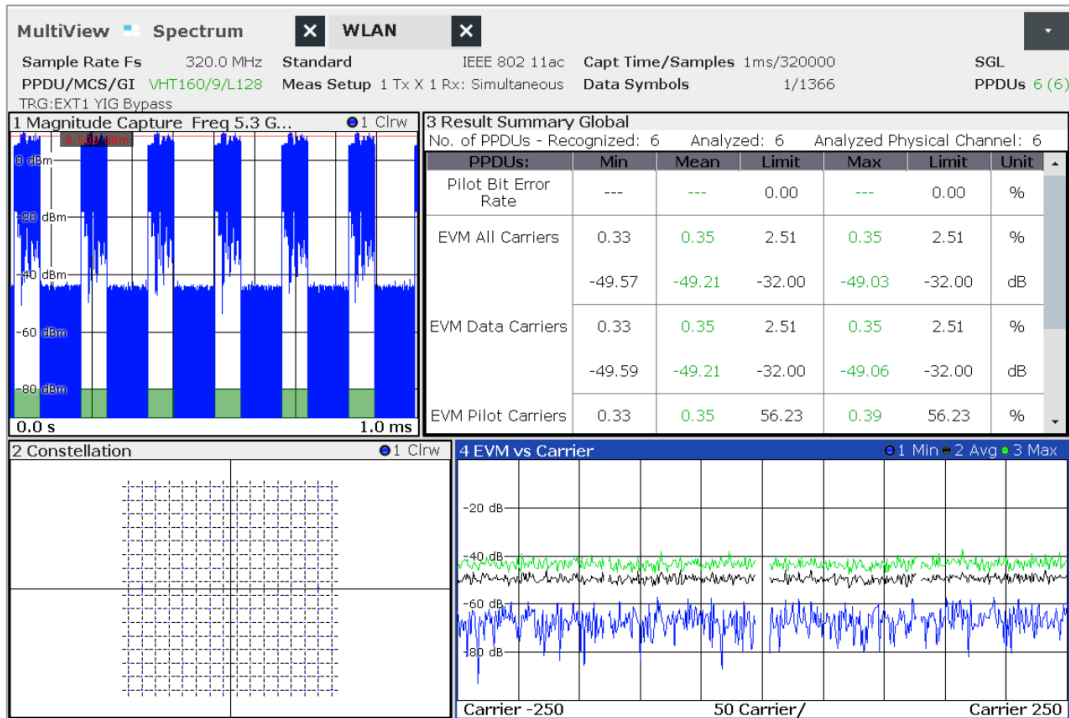 MultiView Spectrum X WLAN X
Sample Rate Fs 320.0 MHz Standard IEEE 802 11ac Capt Time/Samples 1ms/320000 SGL
PPDU/MCS/GI VHT160/9/L128 Meas Setup 1 Tx X 1 Rx: Simultaneous Data Symbols 1/1366 PPDUs 6 (6)
TRG:EXT1 YIG Bypass
1 Magnitude Capture Freq 5.3 G... 1 Clrw
0 dBm
-20 dBm
-40 dBm
-60 dBm
-80 dBm
0.0 s 1.0 ms
3 Result Summary Global
No. of PPDUs - Recognized: 6 Analyzed: 6 Analyzed Physical Channel: 6
PPDUs: Min Mean Limit Max Limit Unit
Pilot Bit Error Rate --- --- 0.00 --- 0.00 %
EVM All Carriers 0.33 0.35 2.51 0.35 2.51 %
-49.57 -49.21 -32.00 -49.03 -32.00 dB
EVM Data Carriers 0.33 0.35 2.51 0.35 2.51 %
-49.59 -49.21 -32.00 -49.06 -32.00 dB
EVM Pilot Carriers 0.33 0.35 56.23 0.39 56.23 %
2 Constellation 1 Clrw
4 EVM vs Carrier 1 Min 2 Avg 3 Max
-20 dB
-40 dB
-60 dB
-80 dB
Carrier -250 50 Carrier/ Carrier 250